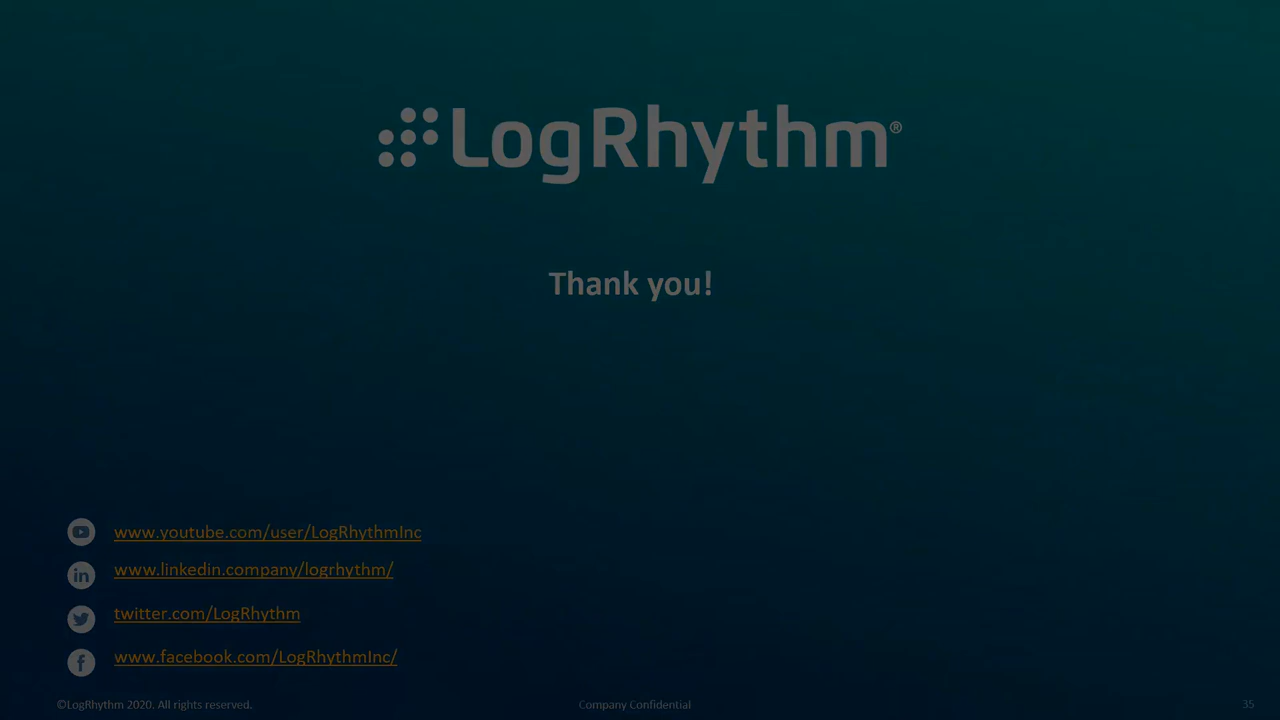 LogRhythm®
Thank you!
www.youtube.com/user/LogRhythmInc
www.linkedin.company/logrhythm/
twitter.com/LogRhythm
www.facebook.com/LogRhythmInc/
©LogRhythm 2020. All rights reserved.
Company Confidential
35